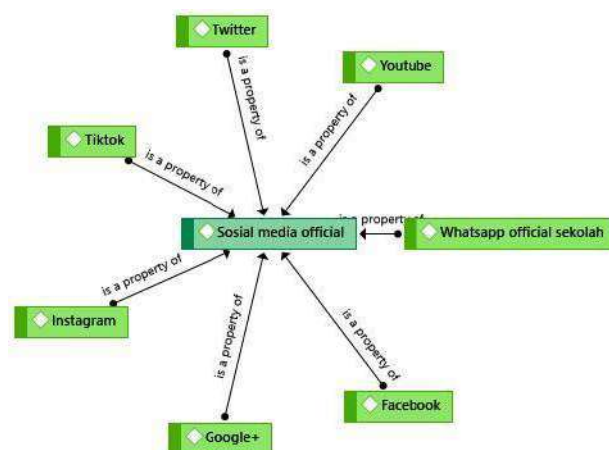 Twitter
is a property of
Youtube
is a property of
Tiktok
is a property of
Sosial media official
is a property of
Whatsapp official sekolah
is a property of
Instagram
is a property of
is a property of
Facebook
Google+